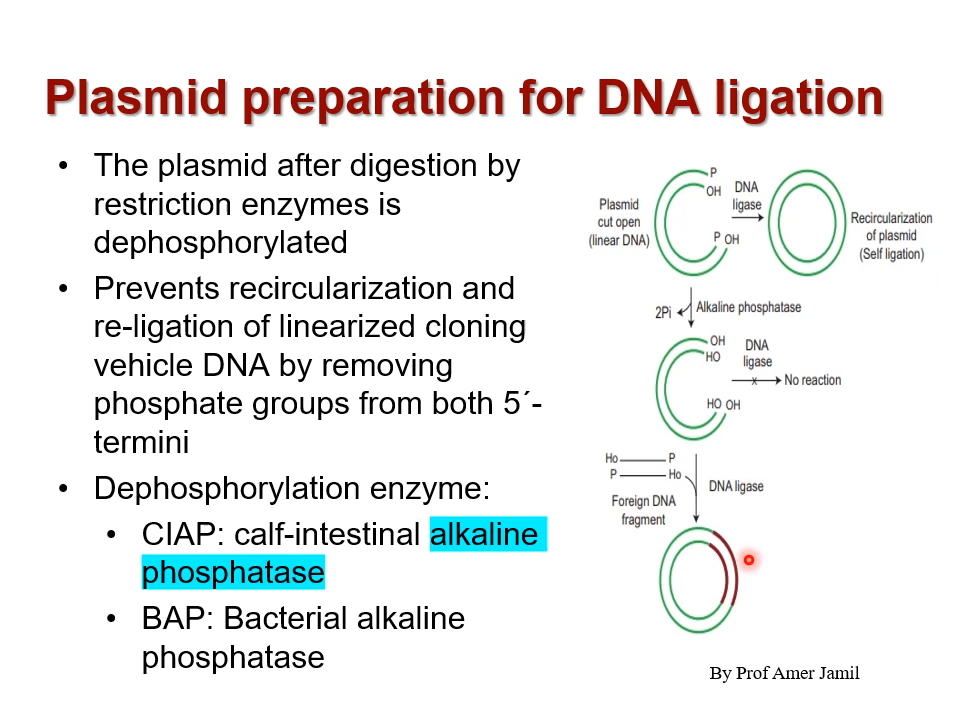 Plasmid preparation for DNA ligation
• The plasmid after digestion by
restriction enzymes is
dephosphorylated
• Prevents recircularization and
re-ligation of linearized cloning
vehicle DNA by removing
phosphate groups from both 5´-
termini
• Dephosphorylation enzyme:
• CIAP: calf-intestinal alkaline
phosphatase
• BAP: Bacterial alkaline
phosphatase
P
OH
DNA
ligase
Plasmid
cut open
(linear DNA)
P OH
Recircularization
of plasmid
(Self ligation)
2Pi
Alkaline phosphatase
OH
HO
DNA
ligase
x
No reaction
HO OH
Ho P
P Ho
DNA ligase
Foreign DNA
fragment
By Prof Amer Jamil